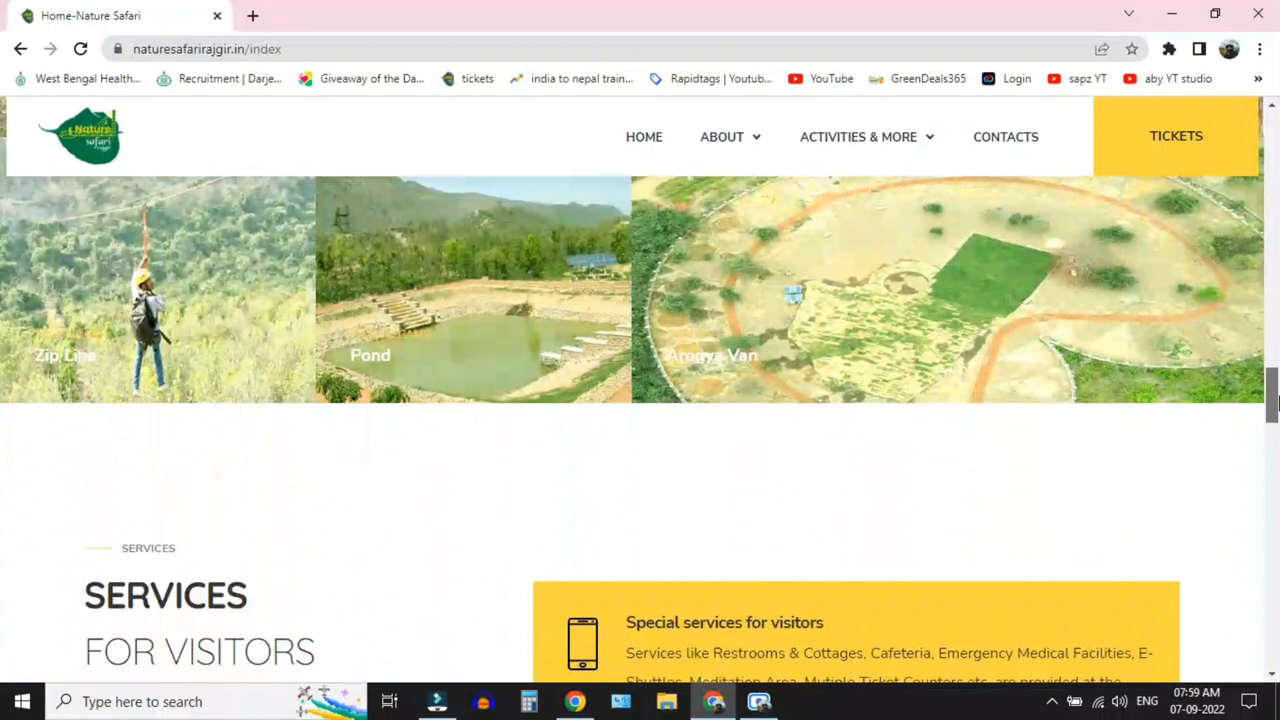 Home-Nature Safari
naturesafarirajgir.in/index
West Bengal Health... Recruitment | Darje... Giveaway of the Da... tickets india to nepal train... Rapidtags | Youtub... YouTube GreenDeals365 Login sapz YT aby YT studio »
Nature
safari
HOME ABOUT ACTIVITIES & MORE CONTACTS TICKETS
Zip Line Pond Arogya Van
SERVICES
SERVICES
FOR VISITORS
Special services for visitors
Services like Restrooms & Cottages, Cafeteria, Emergency Medical Facilities, E-
Shuttles, Meditation Area, Mutiple Ticket Counters etc. are provided at the
Type here to search
ENG
07:59 AM
07-09-2022